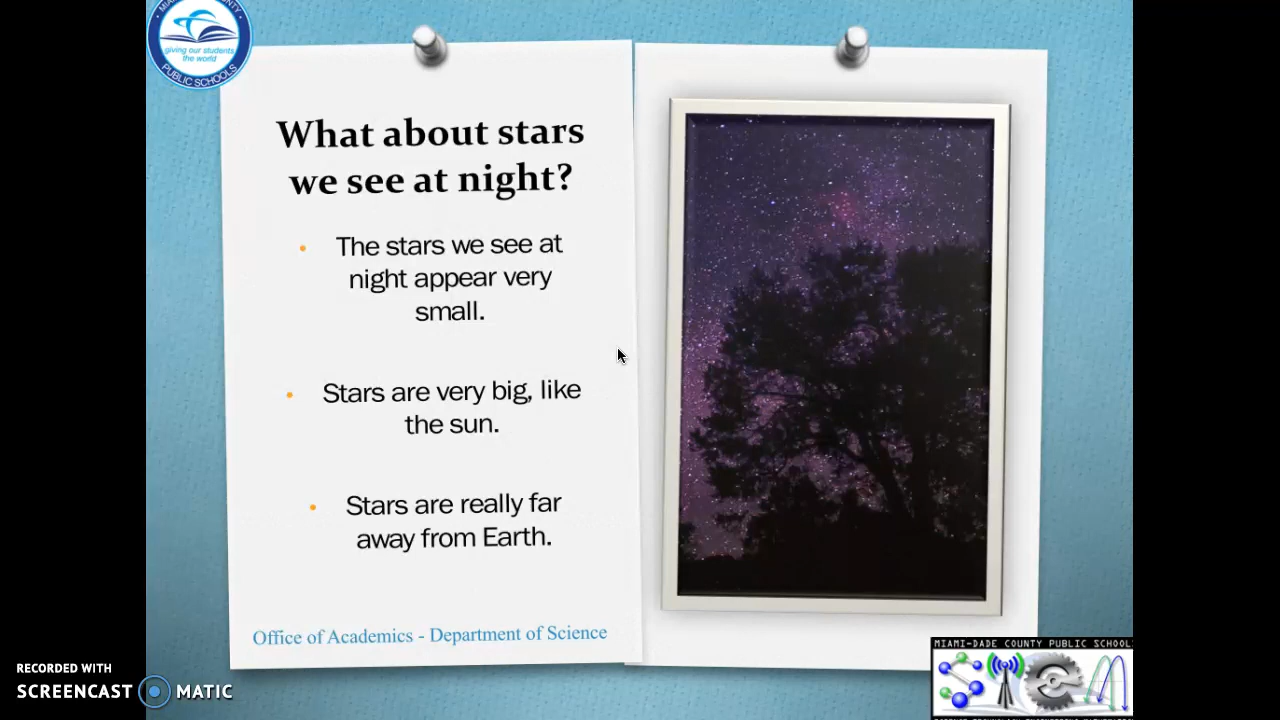 giving our students
the world
PUBLIC SCHOOLS
What about stars
we see at night?
• The stars we see at
night appear very
small.
• Stars are very big, like
the sun.
• Stars are really far
away from Earth.
Office of Academics - Department of Science
MIAMI-DADE COUNTY PUBLIC SCHOOLS
RECORDED WITH
SCREENCAST MATIC